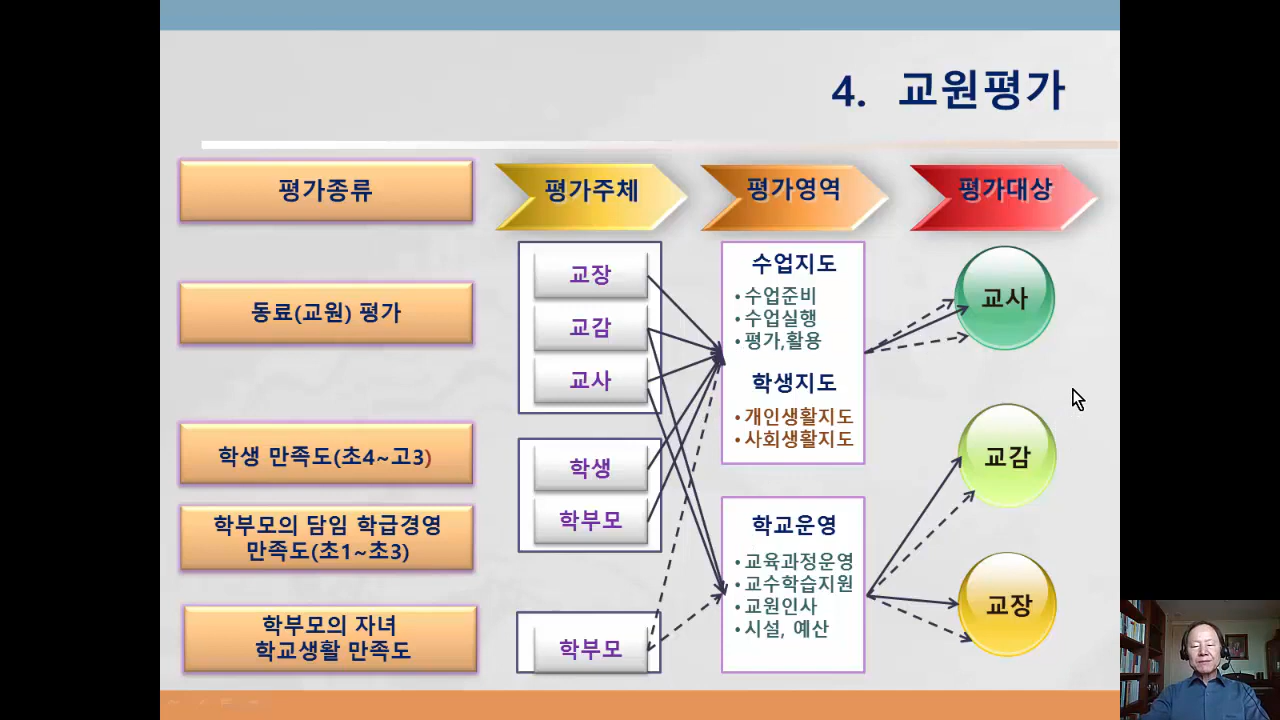 4. 교원평가
평가종류
평가주체
평가영역
평가대상
동료(교원) 평가
학생 만족도(초4~고3)
학부모의 담임 학급경영
만족도(초1~초3)
학부모의 자녀
학교생활 만족도
교장
교감
교사
학생
학부모
학부모
수업지도
•수업준비
•수업실행
•평가,활용
학생지도
•개인생활지도
•사회생활지도
학교운영
•교육과정운영
•교수학습지원
•교원인사
•시설, 예산
교사
교감
교장